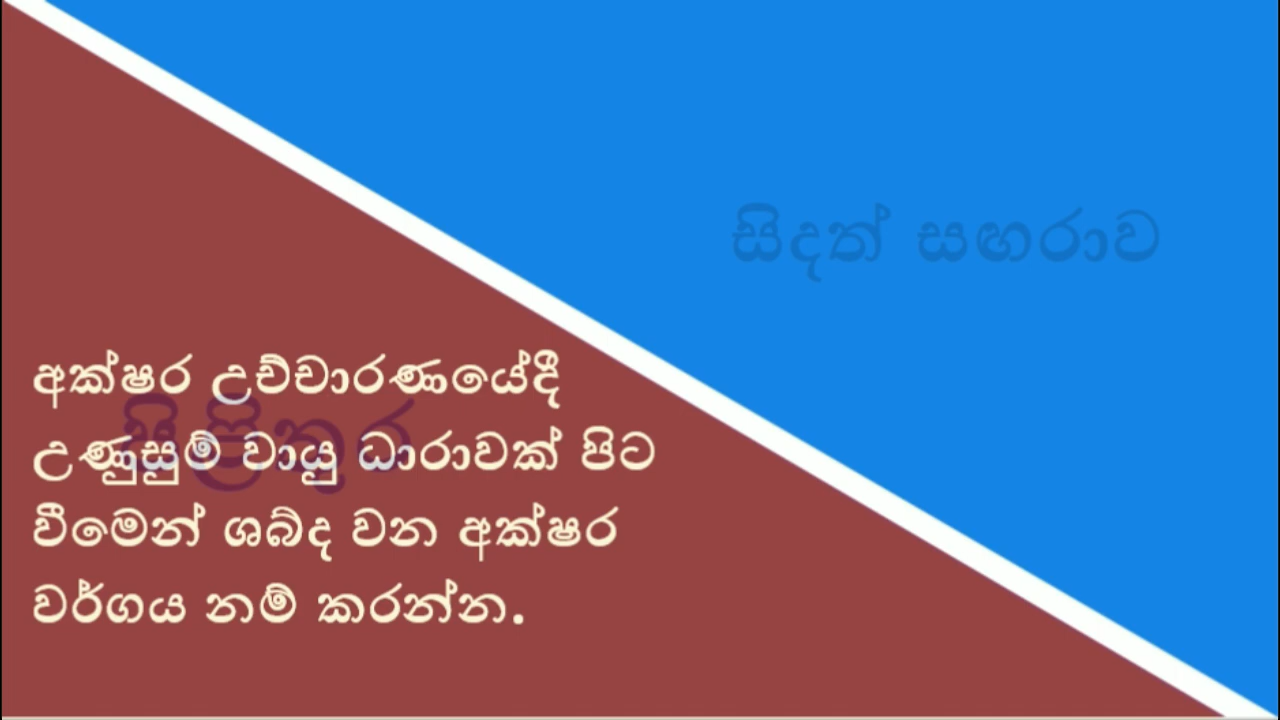 සිදත් සඟරාව
අක්ෂර උච්චාරණයේදී
උණුසුම් වායු ධාරාවක් පිට
වීමෙන් ශබ්ද වන අක්ෂර
වර්ගය නම් කරන්න.